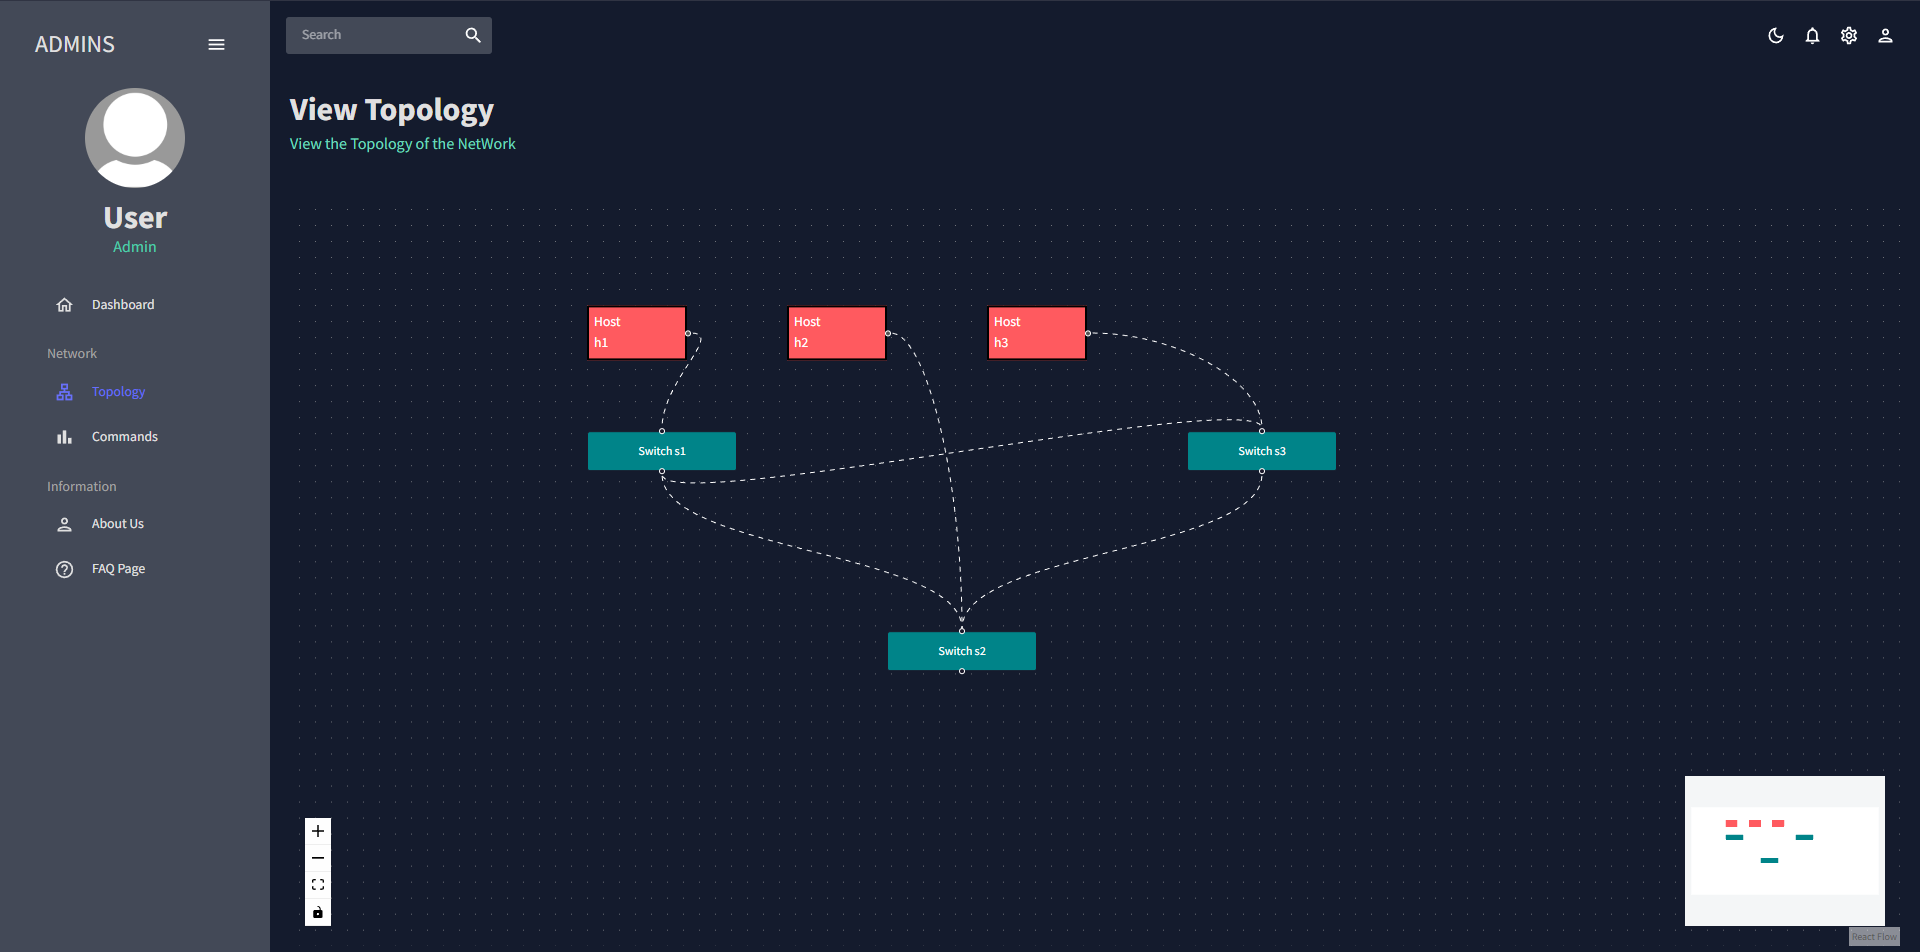 ADMINS
User
Admin
Dashboard
Network
Topology
Commands
Information
About Us
FAQ Page
Search
View Topology
View the Topology of the NetWork
Host
h1
Host
h2
Host
h3
Switch s1
Switch s3
Switch s2
React Flow